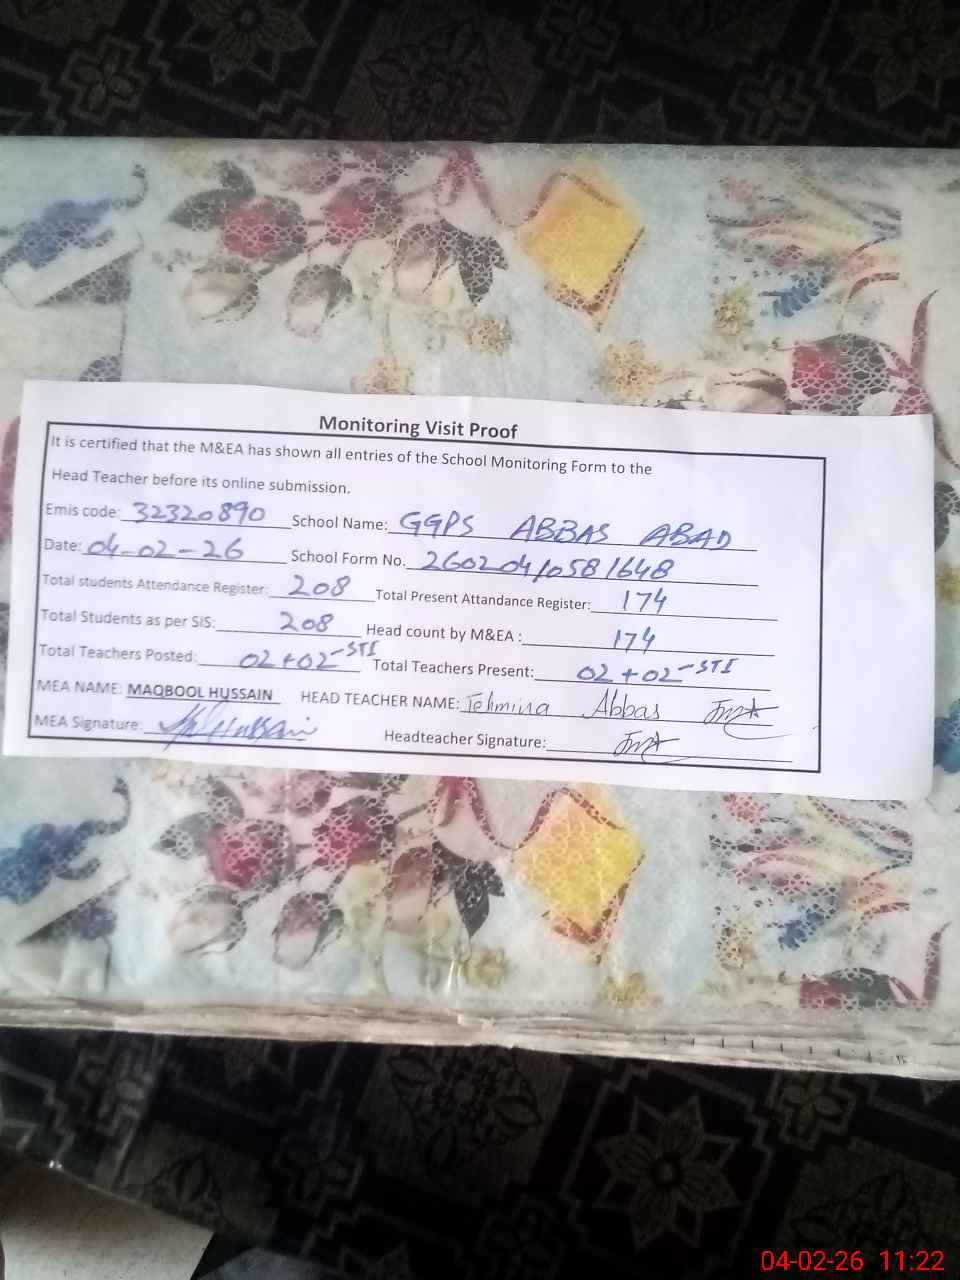 Monitoring Visit Proof
It is certified that the M&EA has shown all entries of the School Monitoring Form to the
Head Teacher before its online submission.
Emis code: 32320890 School Name: GGPS ABBAS ABAD
Date: 04-02-26 School Form No. 26020410581648
Total students Attendance Register: 208 Total Present Attandance Register: 174
Total Students as per SiS: 208 Head count by M&EA : 174
Total Teachers Posted: 02+02-STI Total Teachers Present: 02+02-STI
MEA NAME: MAQBOOL HUSSAIN HEAD TEACHER NAME: Tehmina Abbas
MEA Signature: Headteacher Signature:
04-02-26 11:22